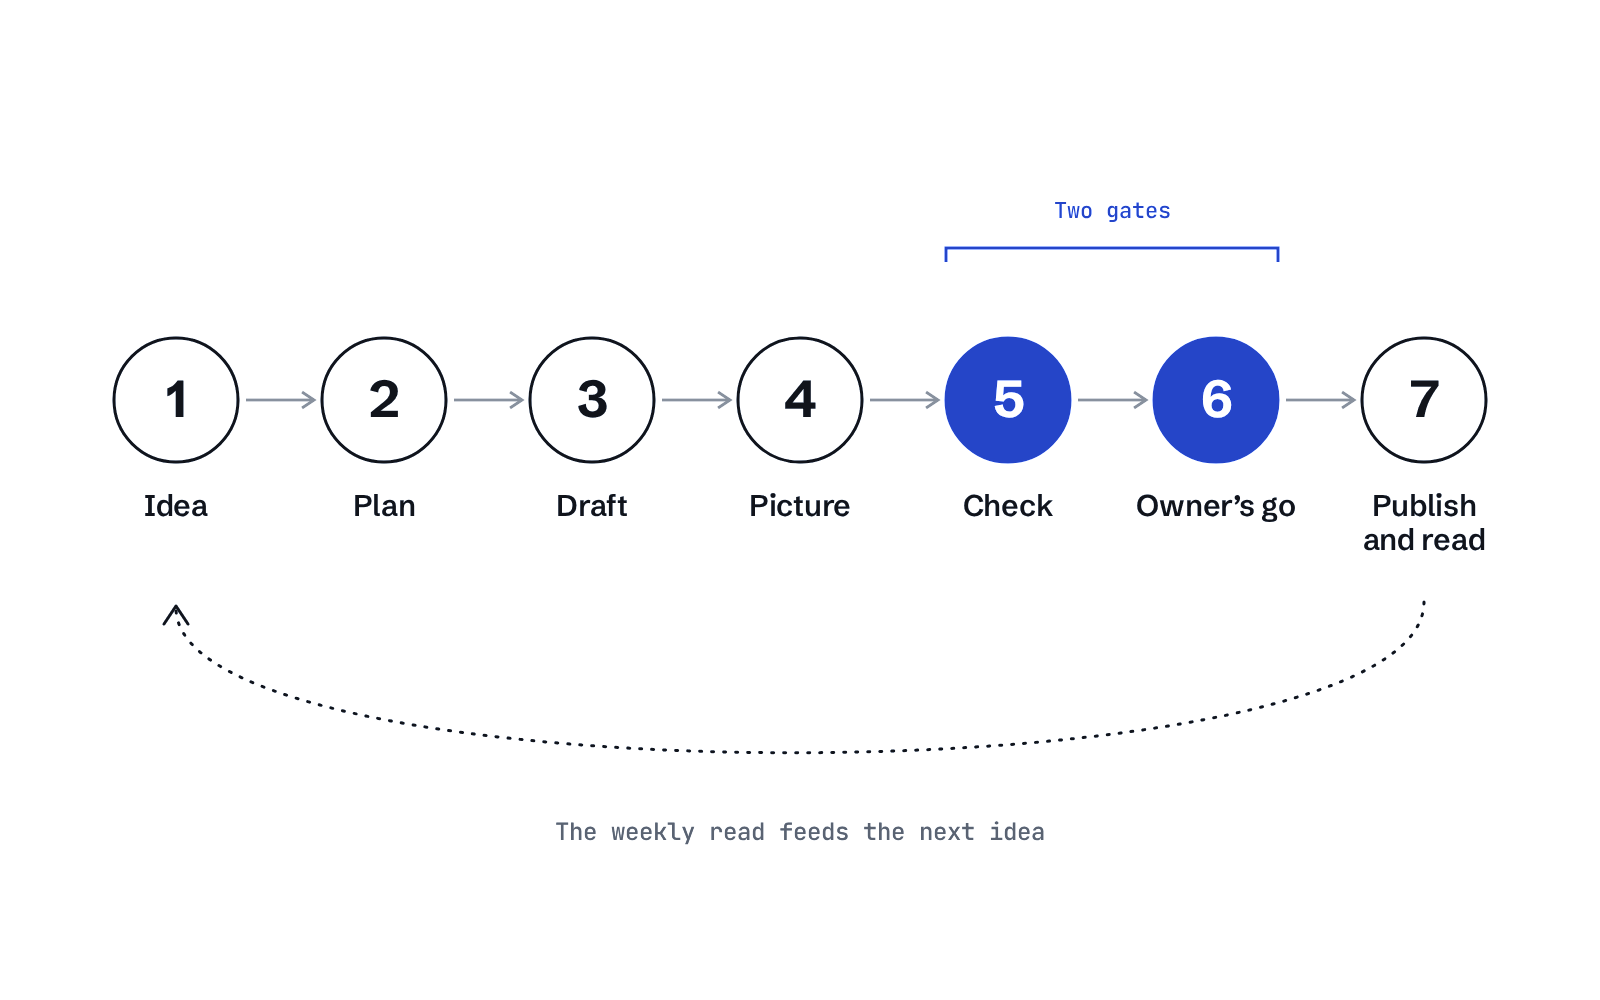 Two gates
1
2
3
4
5
6
7
Idea
Plan
Draft
Picture
Check
Owner’s go
Publish
and read
The weekly read feeds the next idea